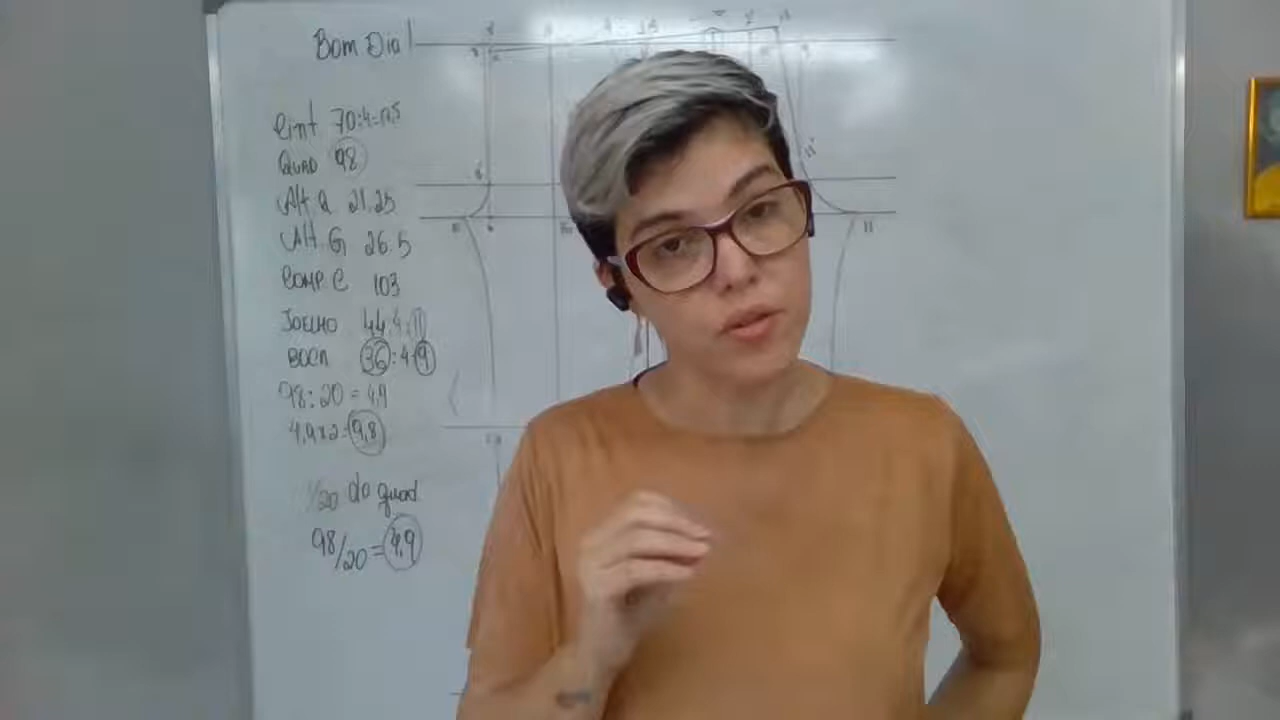 Bom Dia!
Cint 70:4=17,5
Quad 98
Alt. Q 21.25
Alt. G 26.5
Comp. C 103
Joelho 44:4=11
Boca 36:4=9
98:20=4,9
4,9x2=9,8
1/20 do quad.
98/20=4,9